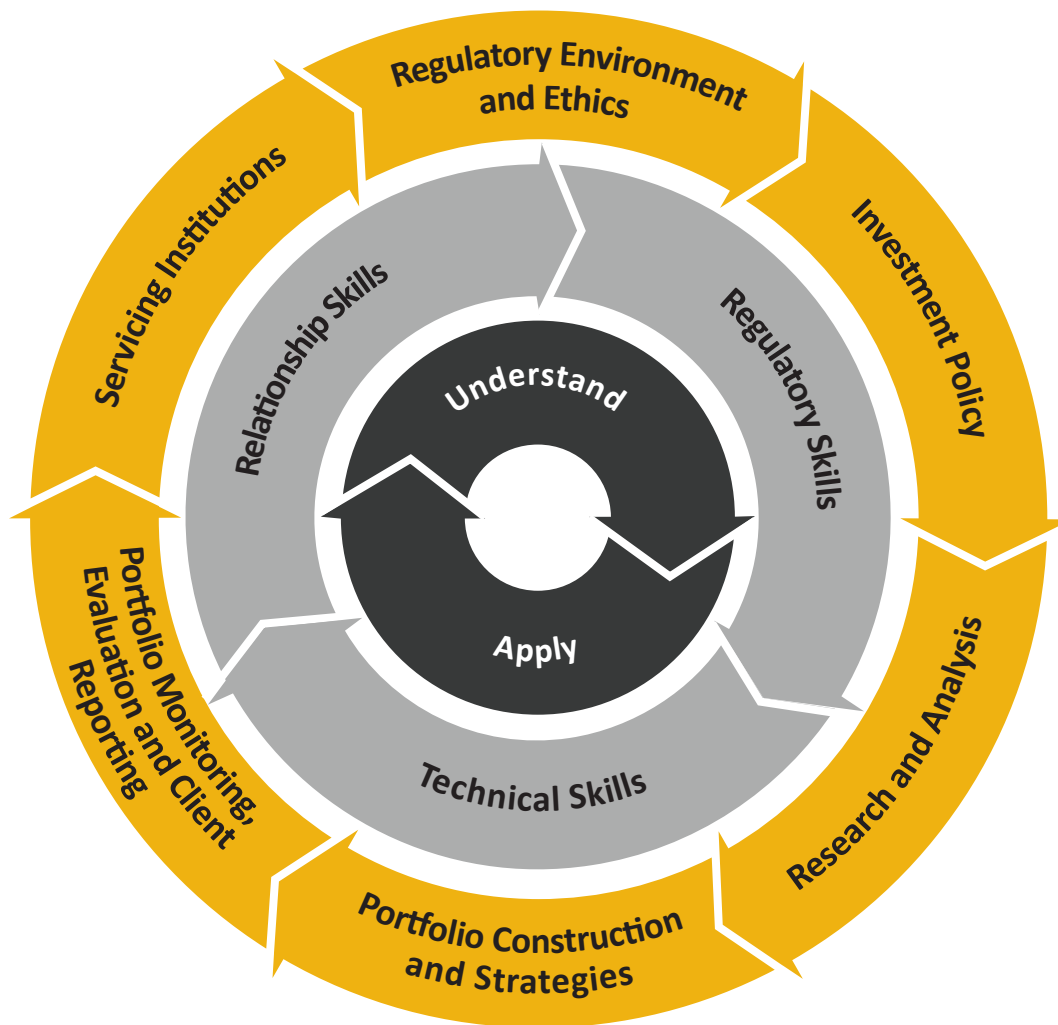 Regulatory Environment
and Ethics
Investment Policy
Research and Analysis
Portfolio Construction
and Strategies
Portfolio Monitoring,
Evaluation and Client
Reporting
Servicing Institutions
Relationship Skills
Regulatory Skills
Technical Skills
Understand
Apply